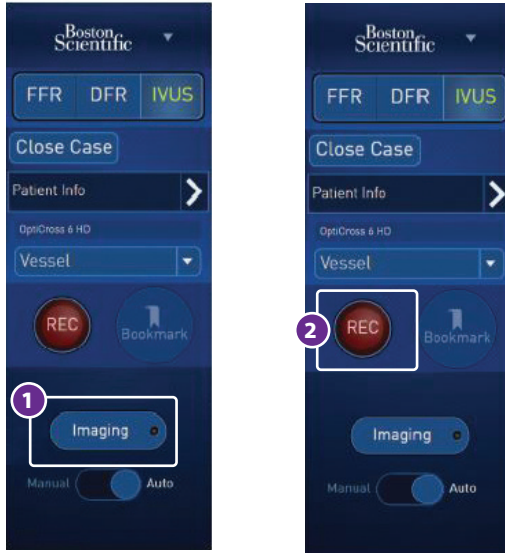 Boston
Scientific
FFR DFR IVUS
Close Case
Patient Info
OptiCross 6 HD
Vessel
REC
Bookmark
1
Imaging
Manual Auto
Boston
Scientific
FFR DFR IVUS
Close Case
Patient Info
OptiCross 6 HD
Vessel
2
REC
Bookmark
Imaging
Manual Auto